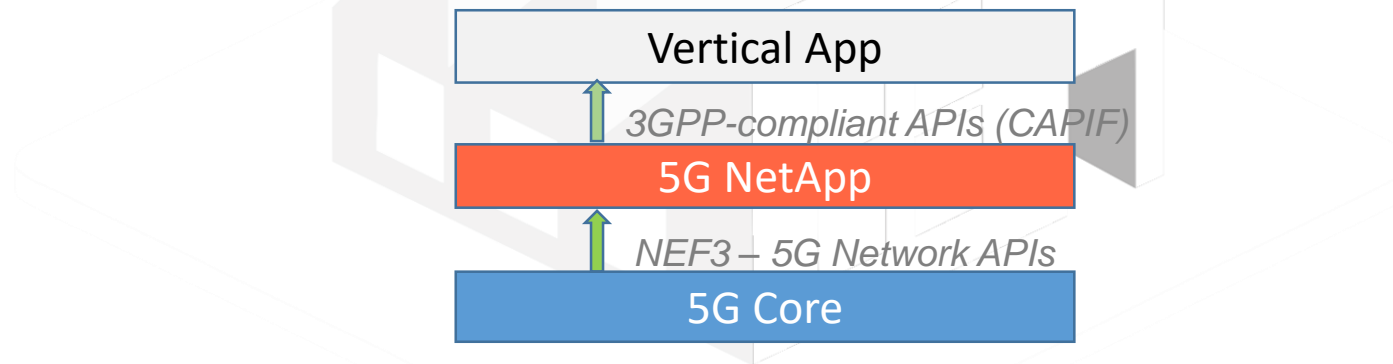 Vertical App
3GPP-compliant APIs (CAPIF)
5G NetApp
NEF3 – 5G Network APIs
5G Core